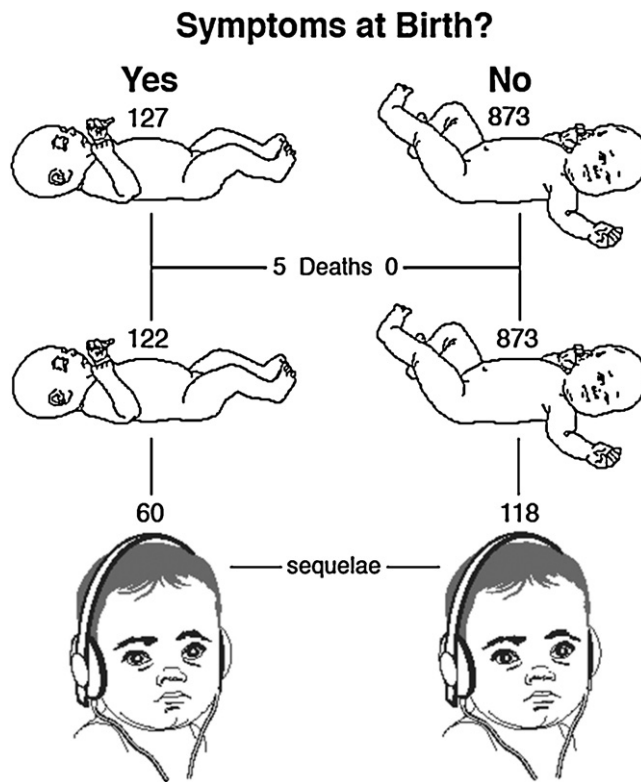 Symptoms at Birth?
Yes No
127 873
5 Deaths 0
122 873
60 118
sequelae